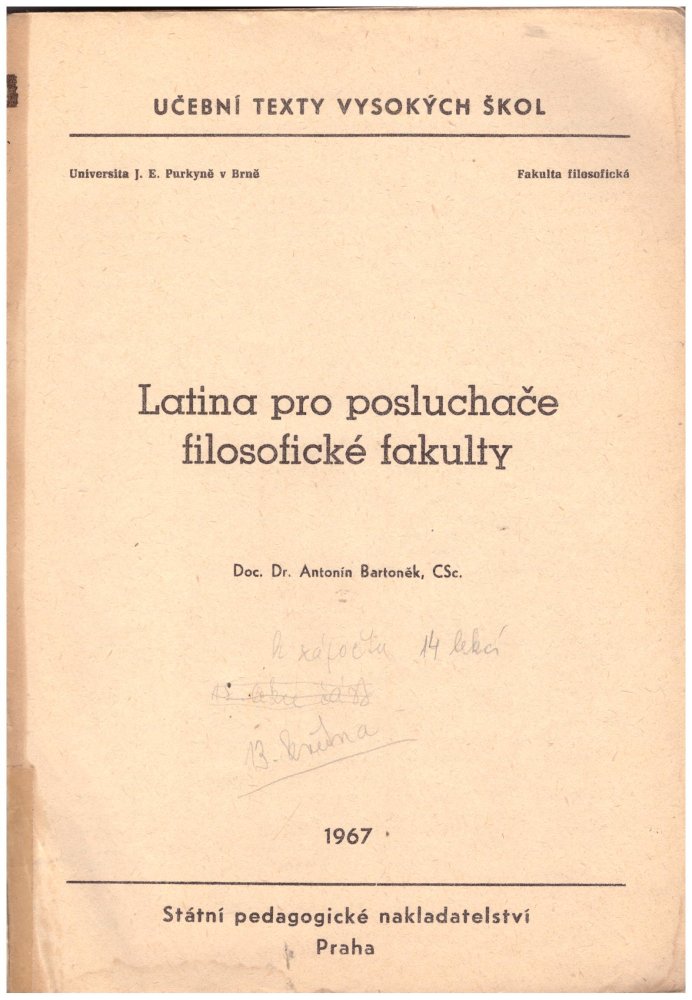 UČEBNÍ TEXTY VYSOKÝCH ŠKOL
Universita J. E. Purkyně v Brně
Fakulta filosofická
Latina pro posluchače
filosofické fakulty
Doc. Dr. Antonín Bartoněk, CSc.
k zápočtu 14 lekcí
13. května
1967
Státní pedagogické nakladatelství
Praha